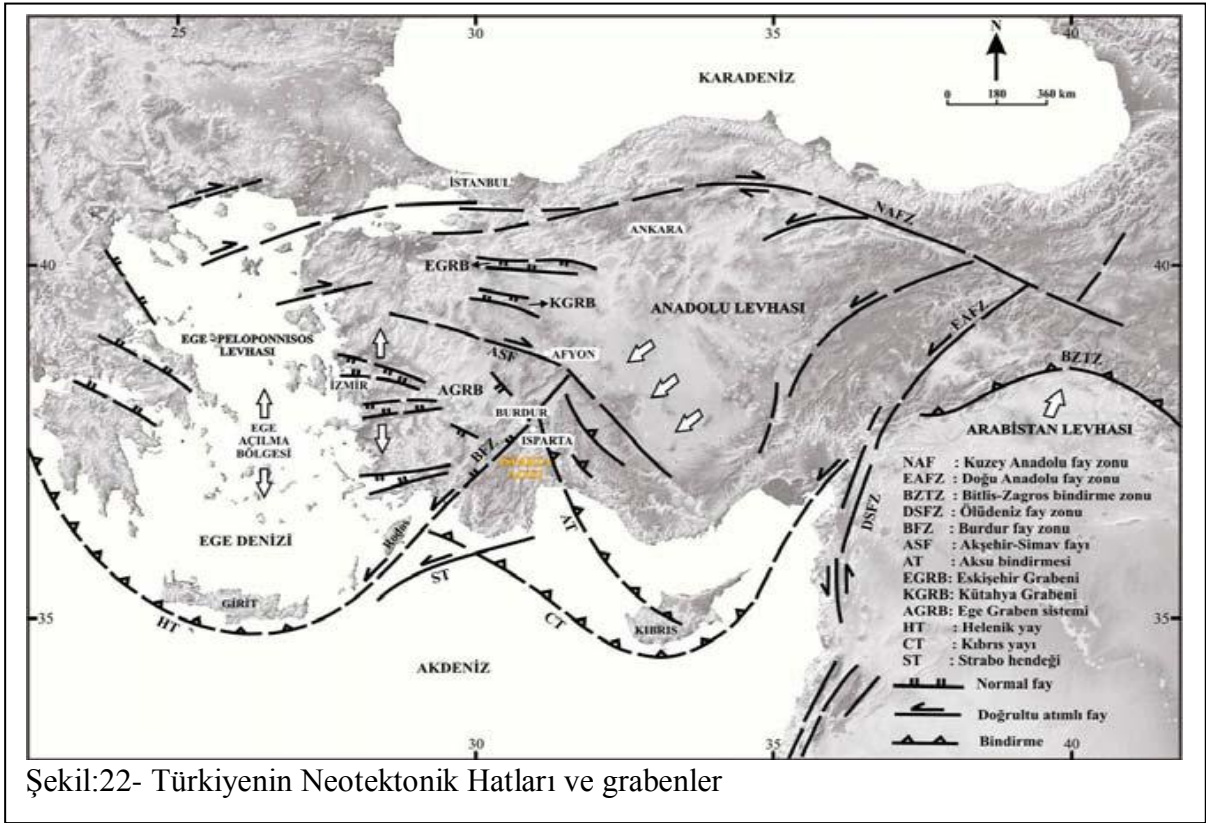 25
30
35
40
N
KARADENİZ
0 180 360 km
İSTANBUL
NAFZ
ANKARA
40
40
EGRB
KGRB
ANADOLU LEVHASI
EGE -PELOPONNISOS
LEVHASI
ASF
AFYON
EAFZ
BZTZ
İZMİR
AGRB
BURDUR
ISPARTA
BFZ
EGE
AÇILMA
BÖLGESİ
ARABİSTAN LEVHASI
EGE DENİZİ
Rodos
AT
DSFZ
ST
GİRİT
HT
CT
KIBRIS
35
35
AKDENİZ
NAF : Kuzey Anadolu fay zonu
EAFZ : Doğu Anadolu fay zonu
BZTZ : Bitlis-Zagros bindirme zonu
DSFZ : Ölüdeniz fay zonu
BFZ : Burdur fay zonu
ASF : Akşehir-Simav fayı
AT : Aksu bindirmesi
EGRB: Eskişehir Grabeni
KGRB: Kütahya Grabeni
AGRB: Ege Graben sistemi
HT : Helenik yay
CT : Kıbrıs yayı
ST : Strabo hendeği
Normal fay
Doğrultu atımlı fay
Bindirme
30
35
40
Şekil:22- Türkiyenin Neotektonik Hatları ve grabenler